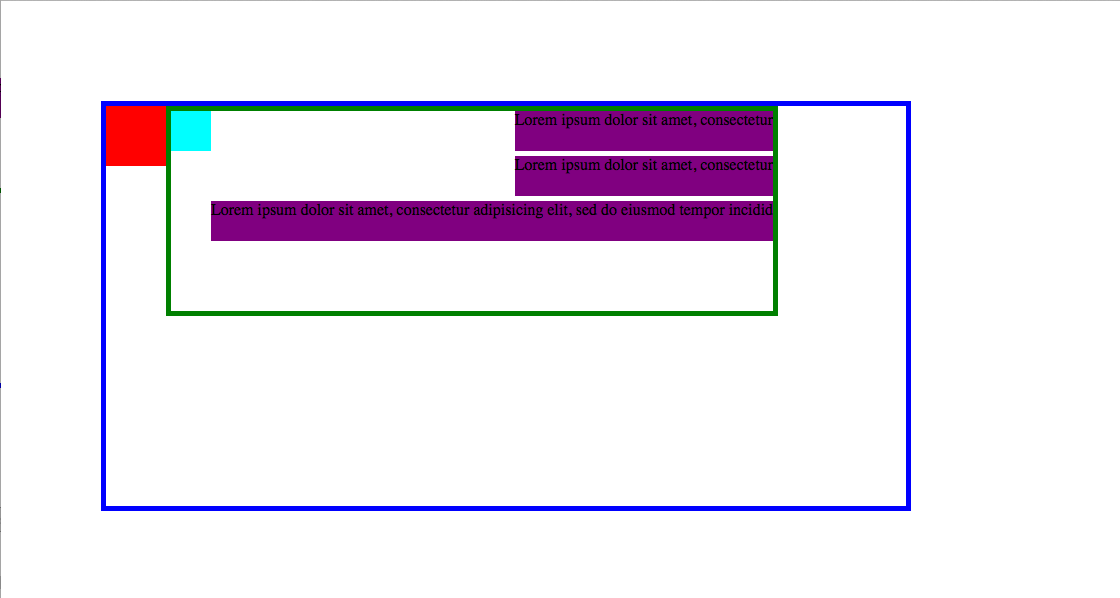 Lorem ipsum dolor sit amet, consectetur
Lorem ipsum dolor sit amet, consectetur
Lorem ipsum dolor sit amet, consectetur adipisicing elit, sed do eiusmod tempor incidid